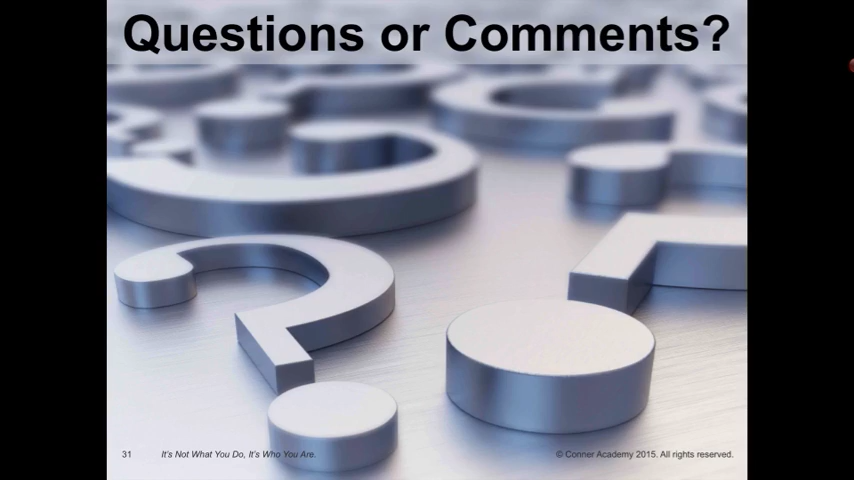 Questions or Comments?
31 It's Not What You Do, It's Who You Are. © Conner Academy 2015. All rights reserved.